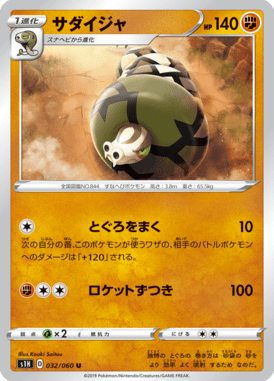 1進化 サダイジャ HP 140
スナヘビから進化
全国図鑑NO.844 すなへびポケモン 高さ:3.8m 重さ:65.5kg
とぐろをまく 10
次の自分の番、このポケモンが使うワザの、相手のバトルポケモン
へのダメージは「+120」される。
ロケットずつき 100
弱点 ×2 抵抗力 にげる
illus. Kouki Saitou
s1H D 032/060 U
©2019 Pokémon/Nintendo/Creatures/GAME FREAK.